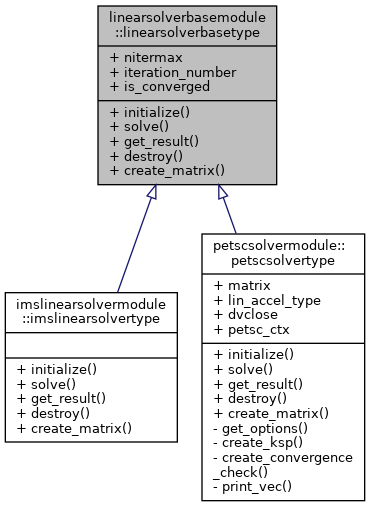 linearsolverbasemodule
::linearsolverbasetype
+ nitermax
+ iteration_number
+ is_converged
+ initialize()
+ solve()
+ get_result()
+ destroy()
+ create_matrix()
imslinearsolvermodule
::imslinearsolvertype
+ initialize()
+ solve()
+ get_result()
+ destroy()
+ create_matrix()
petscsolvermodule::
petscsolvertype
+ matrix
+ lin_accel_type
+ dvclose
+ petsc_ctx
+ initialize()
+ solve()
+ get_result()
+ destroy()
+ create_matrix()
- get_options()
- create_ksp()
- create_convergence
_check()
- print_vec()